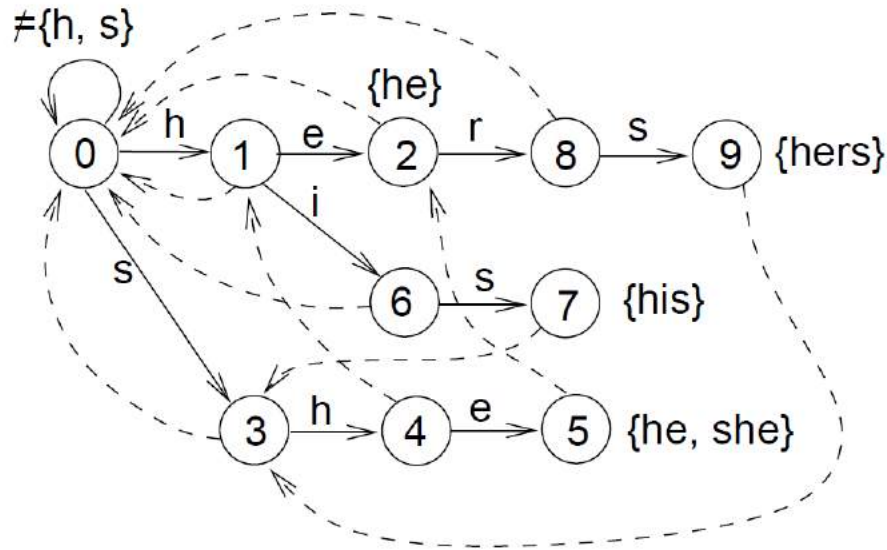 ≠{h, s}
{he}
0 h 1 e 2 r 8 s 9 {hers}
i
s
6 s 7 {his}
3 h 4 e 5 {he, she}